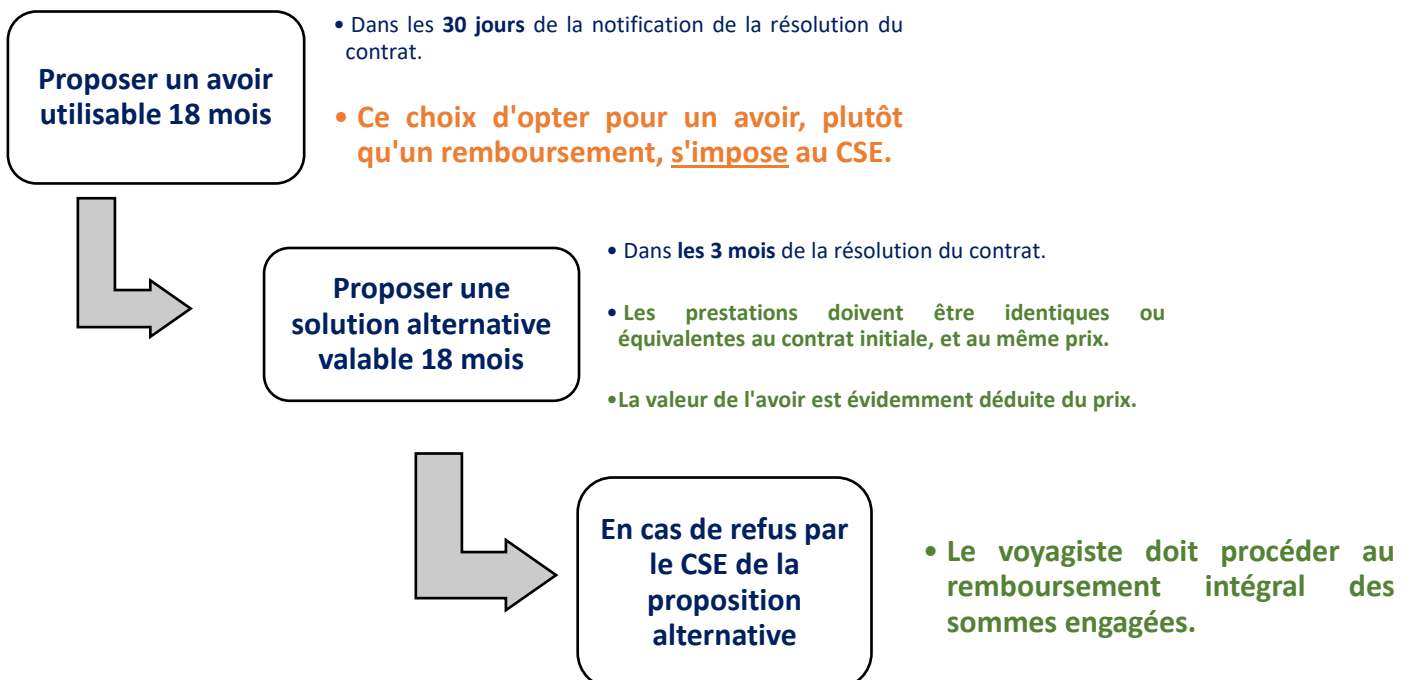 Proposer un avoir
utilisable 18 mois
• Dans les 30 jours de la notification de la résolution du
contrat.
• Ce choix d'opter pour un avoir, plutôt
qu'un remboursement, s'impose au CSE.
Proposer une
solution alternative
valable 18 mois
• Dans les 3 mois de la résolution du contrat.
• Les prestations doivent être identiques ou
équivalentes au contrat initiale, et au même prix.
•La valeur de l'avoir est évidemment déduite du prix.
En cas de refus par
le CSE de la
proposition
alternative
• Le voyagiste doit procéder au
remboursement intégral des
sommes engagées.